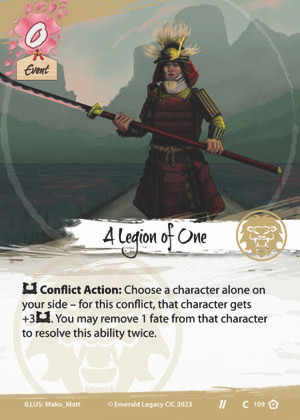 0
Event
A Legion of One
Conflict Action: Choose a character alone on
your side – for this conflict, that character gets
+3. You may remove 1 fate from that character
to resolve this ability twice.
ILLUS: Mako_Matt © Emerald Legacy CIC 2023 C 109